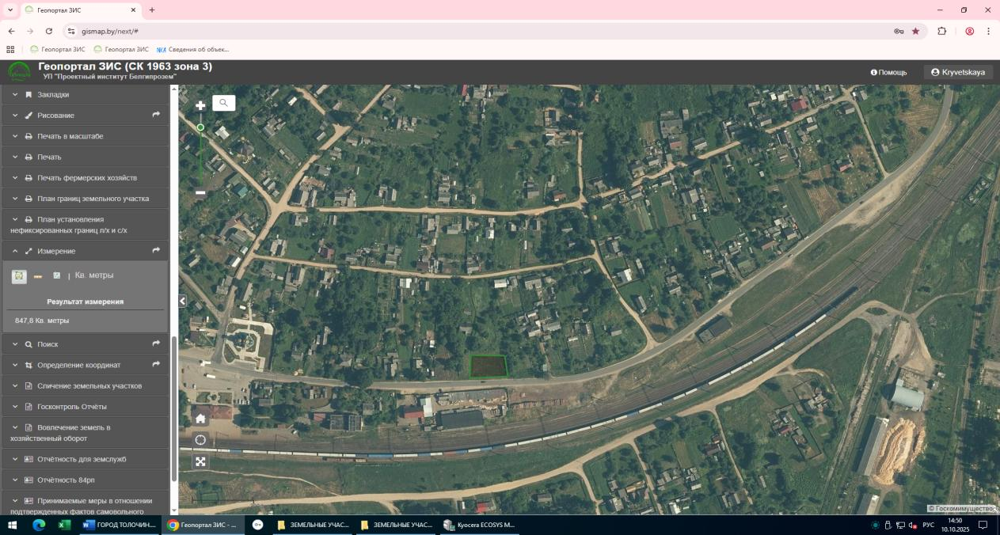 Геопортал ЗИС
gismap.by/next/#
Геопортал ЗИС
Геопортал ЗИС
NKA Сведения об объек...
Геопортал ЗИС (СК 1963 зона 3)
УП "Проектный институт Белгипрозем"
Помощь
Kryvetskaya
Закладки
Рисование
Печать в масштабе
Печать
Печать фермерских хозяйств
План границ земельного участка
План установления
нефиксированных границ л/х и с/х
Измерение
| Кв. метры
Результат измерения
847,8 Кв. метры
Поиск
Определение координат
Сличение земельных участков
Госконтроль Отчёты
Вовлечение земель в
хозяйственный оборот
Отчётность для земслужб
Отчётность 84рп
Принимаемые меры в отношении
подтвержденных фактов самовольного
© Госкомимущество
ГОРОД ТОЛОЧИН...
Геопортал ЗИС - ...
ЗЕМЕЛЬНЫЕ УЧАС...
ЗЕМЕЛЬНЫЕ УЧАС...
Kyocera ECOSYS M...
РУС
14:50
10.10.2025